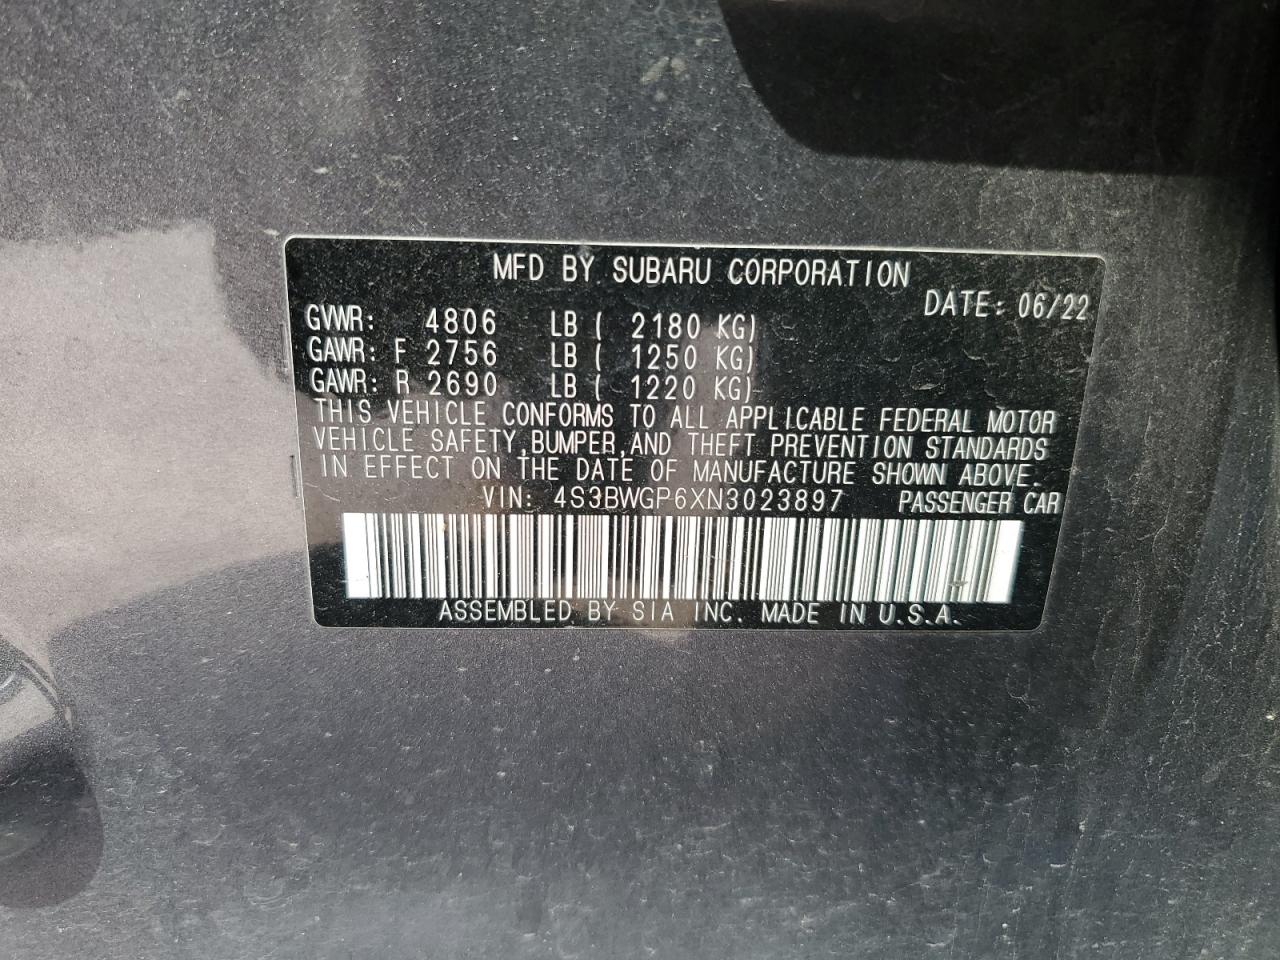 MFD BY SUBARU CORPORATION
DATE: 06/22
GVWR: 4806 LB ( 2180 KG)
GAWR: F 2756 LB ( 1250 KG)
GAWR: R 2690 LB ( 1220 KG)
THIS VEHICLE CONFORMS TO ALL APPLICABLE FEDERAL MOTOR
VEHICLE SAFETY, BUMPER, AND THEFT PREVENTION STANDARDS
IN EFFECT ON THE DATE OF MANUFACTURE SHOWN ABOVE.
VIN: 4S3BWGP6XN3023897 PASSENGER CAR
ASSEMBLED BY SIA INC. MADE IN U.S.A.